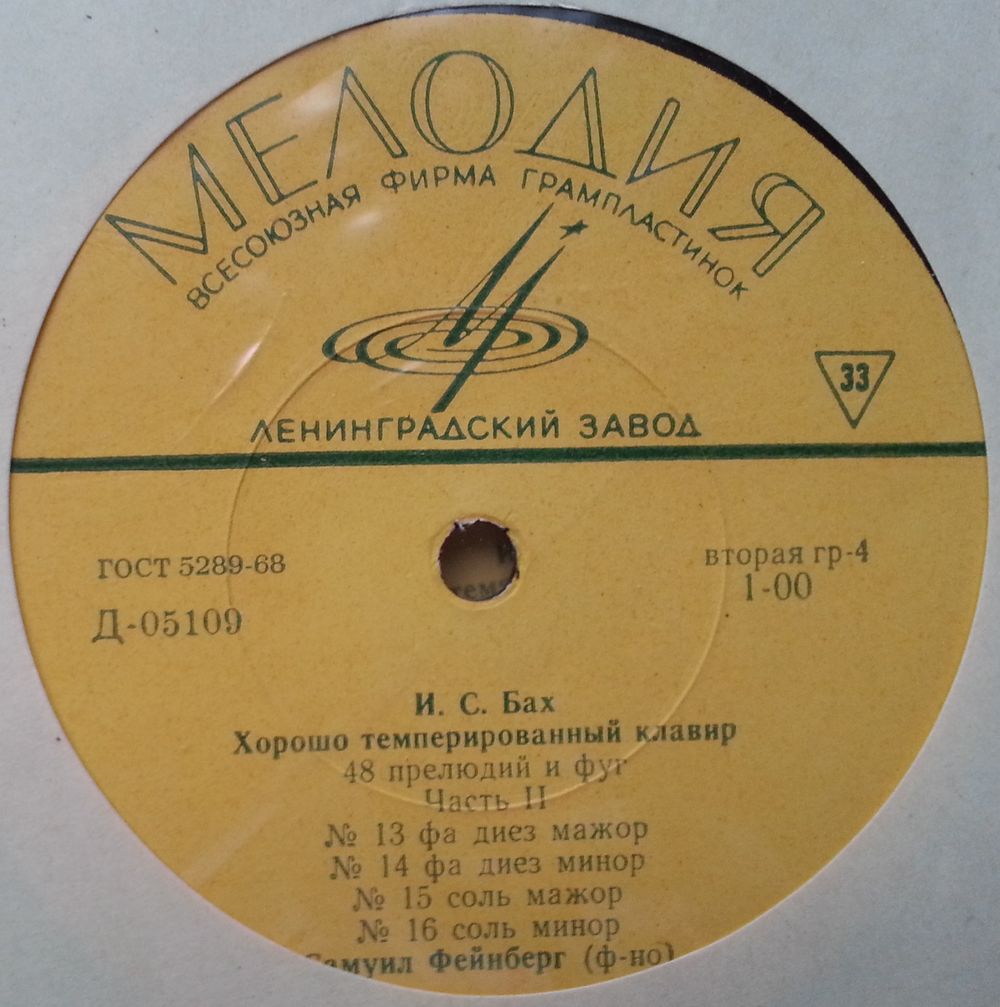 МЕЛОДИЯ
ВСЕСОЮЗНАЯ ФИРМА ГРАМПЛАСТИНОК
33
ЛЕНИНГРАДСКИЙ ЗАВОД
ГОСТ 5289-68
вторая гр-4
Д-05109
1-00
И. С. Бах
Хорошо темперированный клавир
48 прелюдий и фуг
Часть II
№ 13 фа диез мажор
№ 14 фа диез минор
№ 15 соль мажор
№ 16 соль минор
Самуил Фейнберг (ф-но)